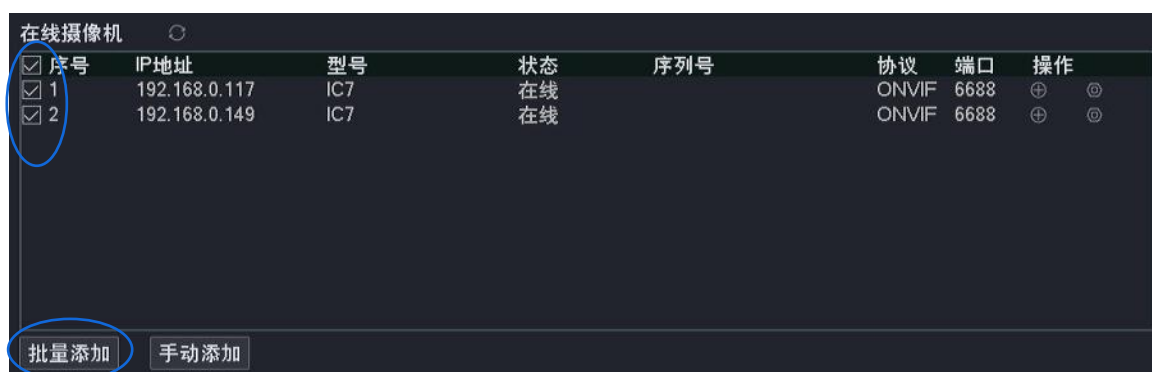 在线摄像机
序号 IP地址 型号 状态 序列号 协议 端口 操作
1 192.168.0.117 IC7 在线 ONVIF 6688
2 192.168.0.149 IC7 在线 ONVIF 6688
批量添加 手动添加